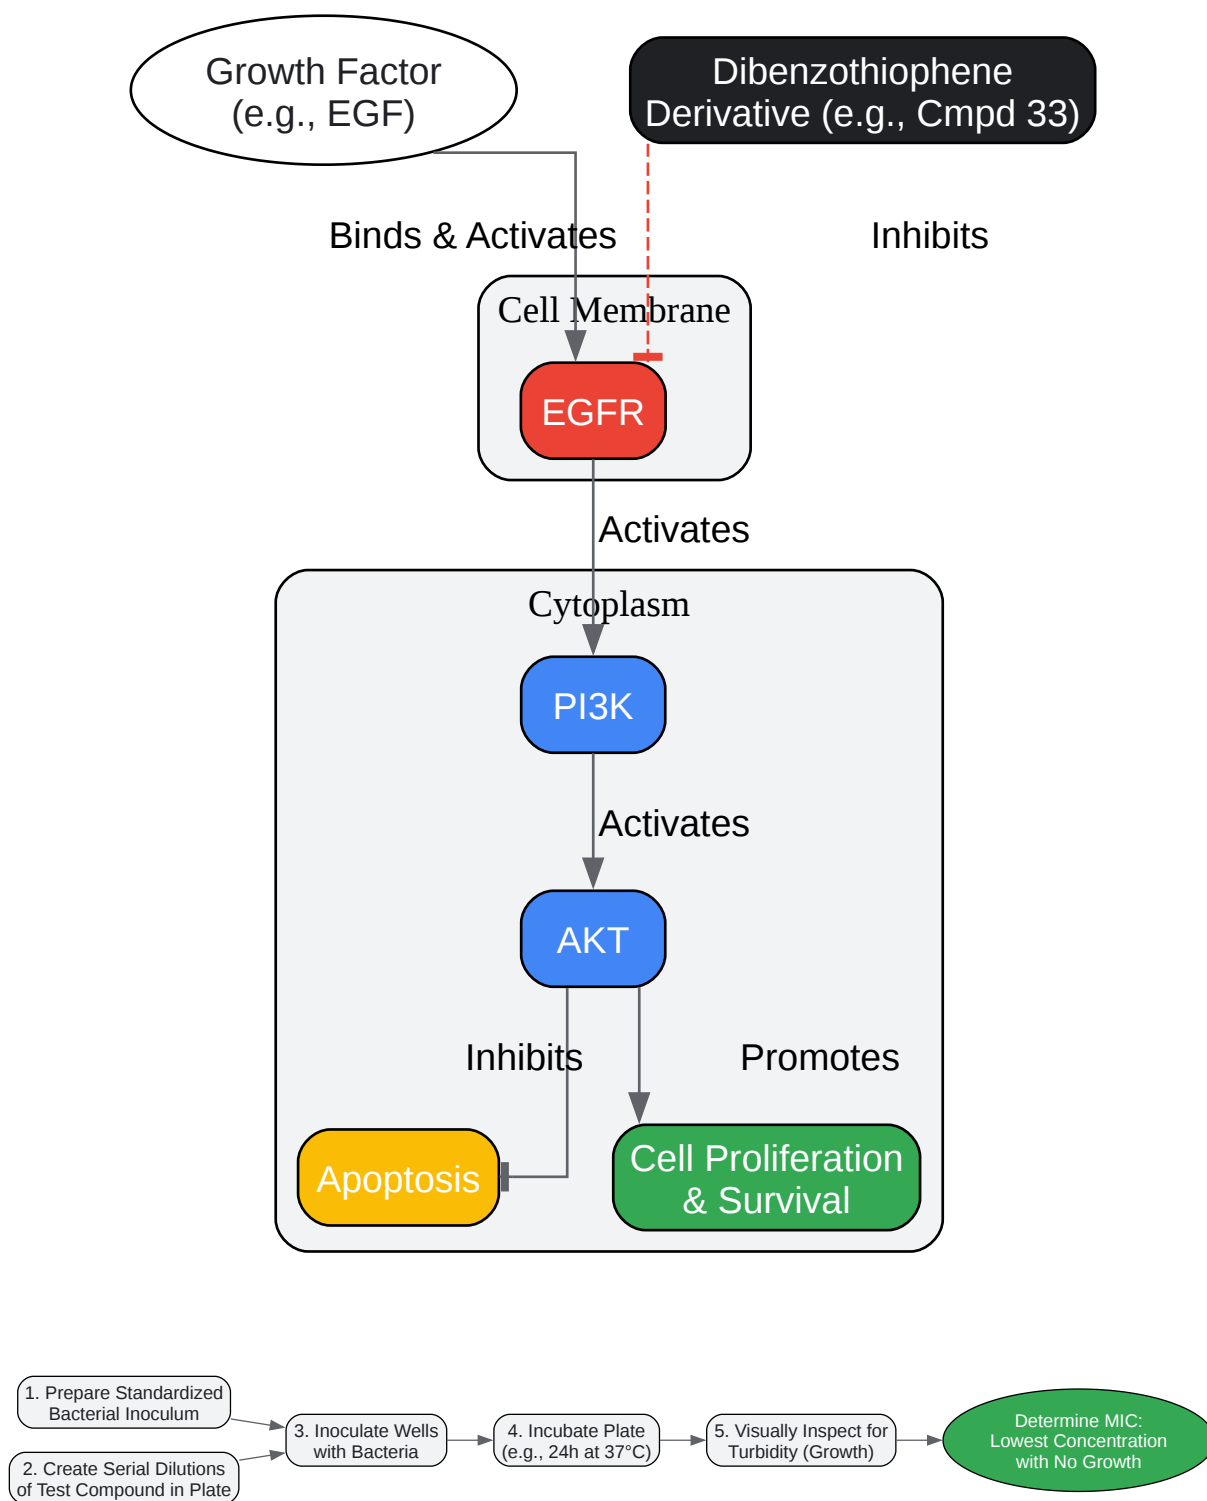 Growth Factor
(e.g., EGF)
Dibenzothiophene
Derivative (e.g., Cmpd 33)
Binds & Activates
Inhibits
Cell Membrane
EGFR
Activates
Cytoplasm
PI3K
Activates
AKT
Inhibits
Promotes
Apoptosis
Cell Proliferation
& Survival
1. Prepare Standardized
Bacterial Inoculum
2. Create Serial Dilutions
of Test Compound in Plate
3. Inoculate Wells
with Bacteria
4. Incubate Plate
(e.g., 24h at 37°C)
5. Visually Inspect for
Turbidity (Growth)
Determine MIC:
Lowest Concentration
with No Growth